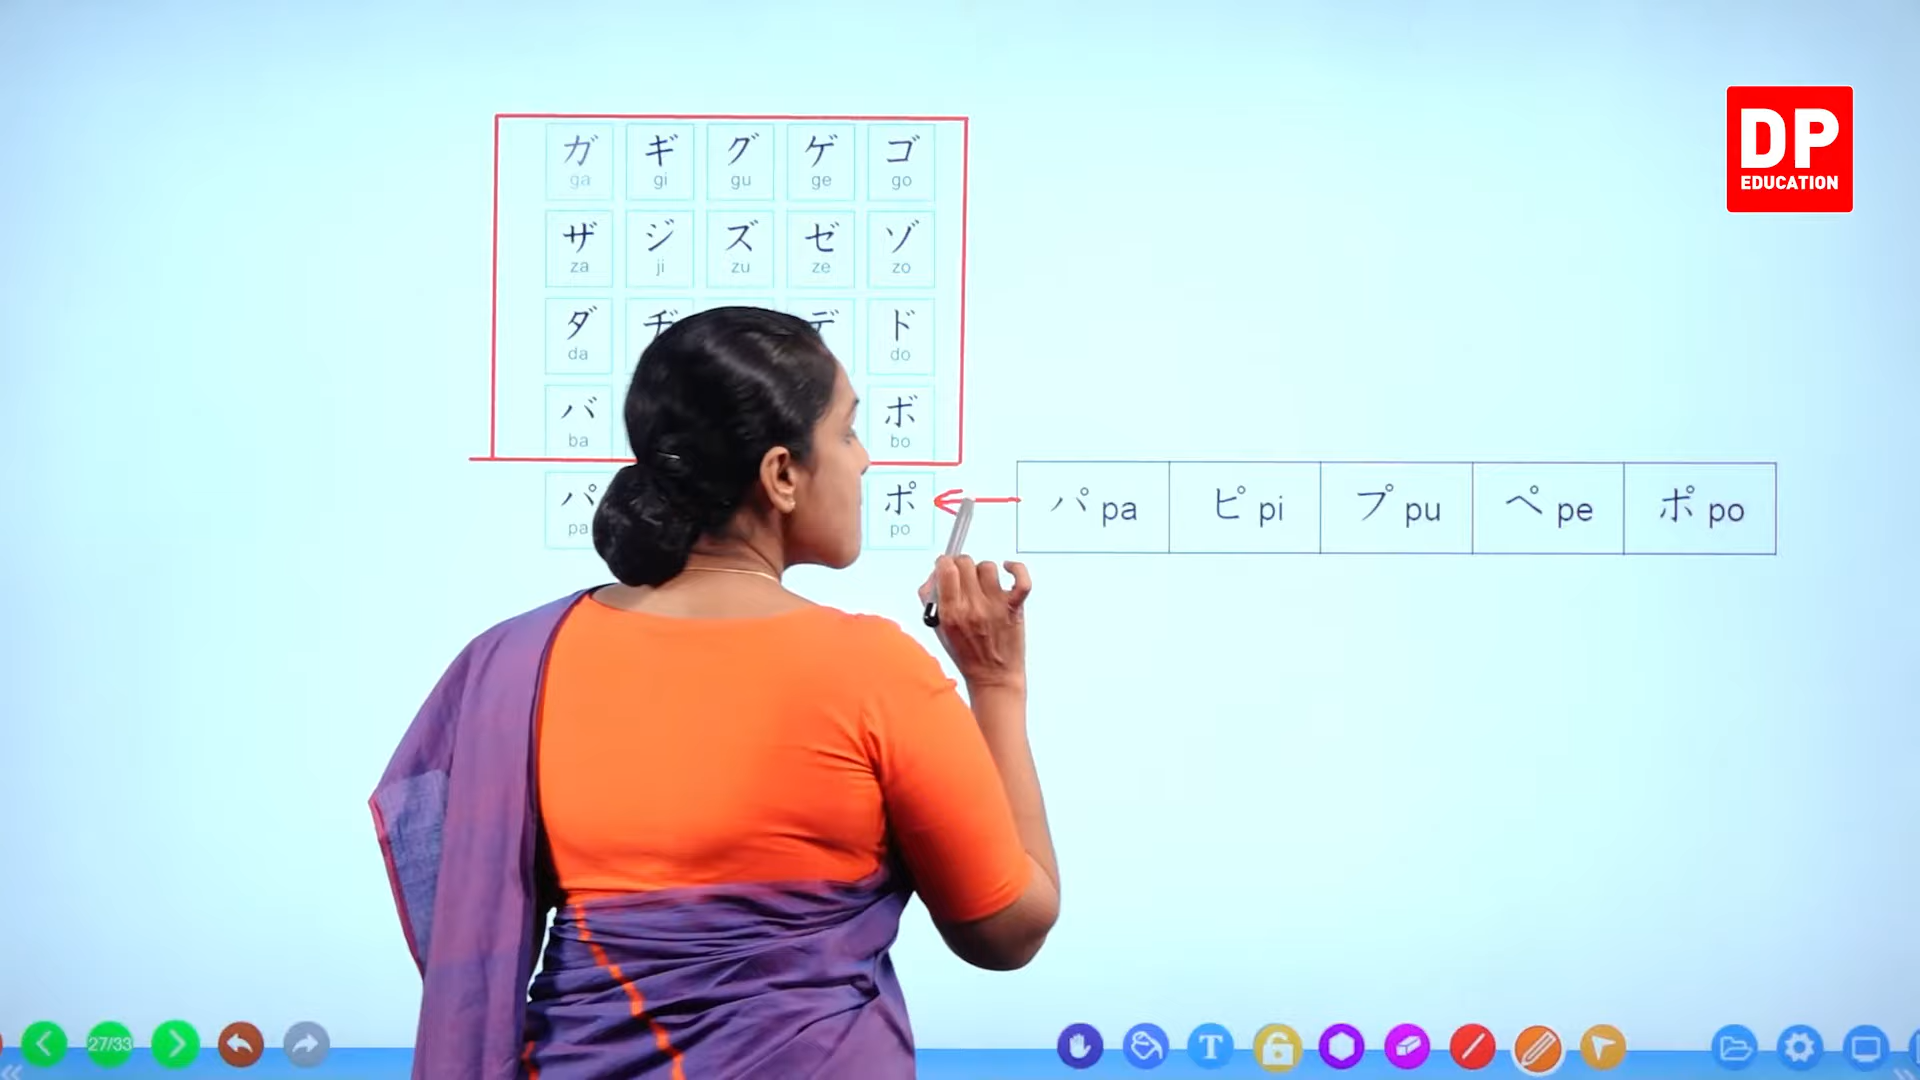 DP
EDUCATION
ガ ギ グ ゲ ゴ
ga gi gu ge go
ザ ジ ズ ゼ ゾ
za ji zu ze zo
ダ ヂ デ ド
da do
バ ボ
ba bo
パ ポ
pa po
パ pa ピ pi プ pu ペ pe ポ po
27/33
T